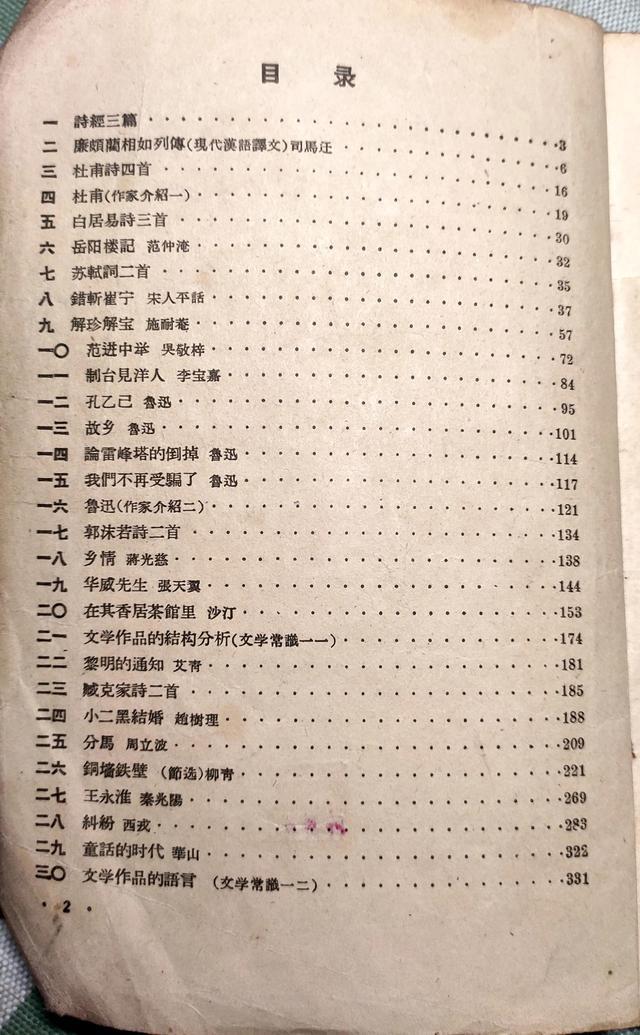 目录
一 詩經三篇 3
二 廉頗藺相如列傳(現代漢語譯文)司馬迁 6
三 杜甫詩四首 16
四 杜甫(作家介紹一) 19
五 白居易詩三首 30
六 岳阳楼記 范仲淹 32
七 苏軾詞二首 35
八 錯斬崔宁 宋人平話 37
九 解珍解宝 施耐菴 57
一〇 范进中举 吳敬梓 72
一一 制台見洋人 李宝嘉 84
一二 孔乙己 魯迅 95
一三 故乡 魯迅 101
一四 論雷峰塔的倒掉 魯迅 114
一五 我們不再受騙了 魯迅 117
一六 魯迅(作家介紹二) 121
一七 郭沫若詩二首 134
一八 乡情 蔣光慈 138
一九 华威先生 張天翼 144
二〇 在其香居茶館里 沙汀 153
二一 文学作品的結构分析(文学常識一一) 174
二二 黎明的通知 艾青 181
二三 臧克家詩二首 185
二四 小二黑結婚 趙樹理 188
二五 分馬 周立波 209
二六 銅墻鉄壁 (節选)柳青 221
二七 王永淮 秦兆陽 269
二八 糾紛 西戎 283
二九 童話的时代 華山 323
三〇 文学作品的語言 (文学常識一二) 331
· 2 ·